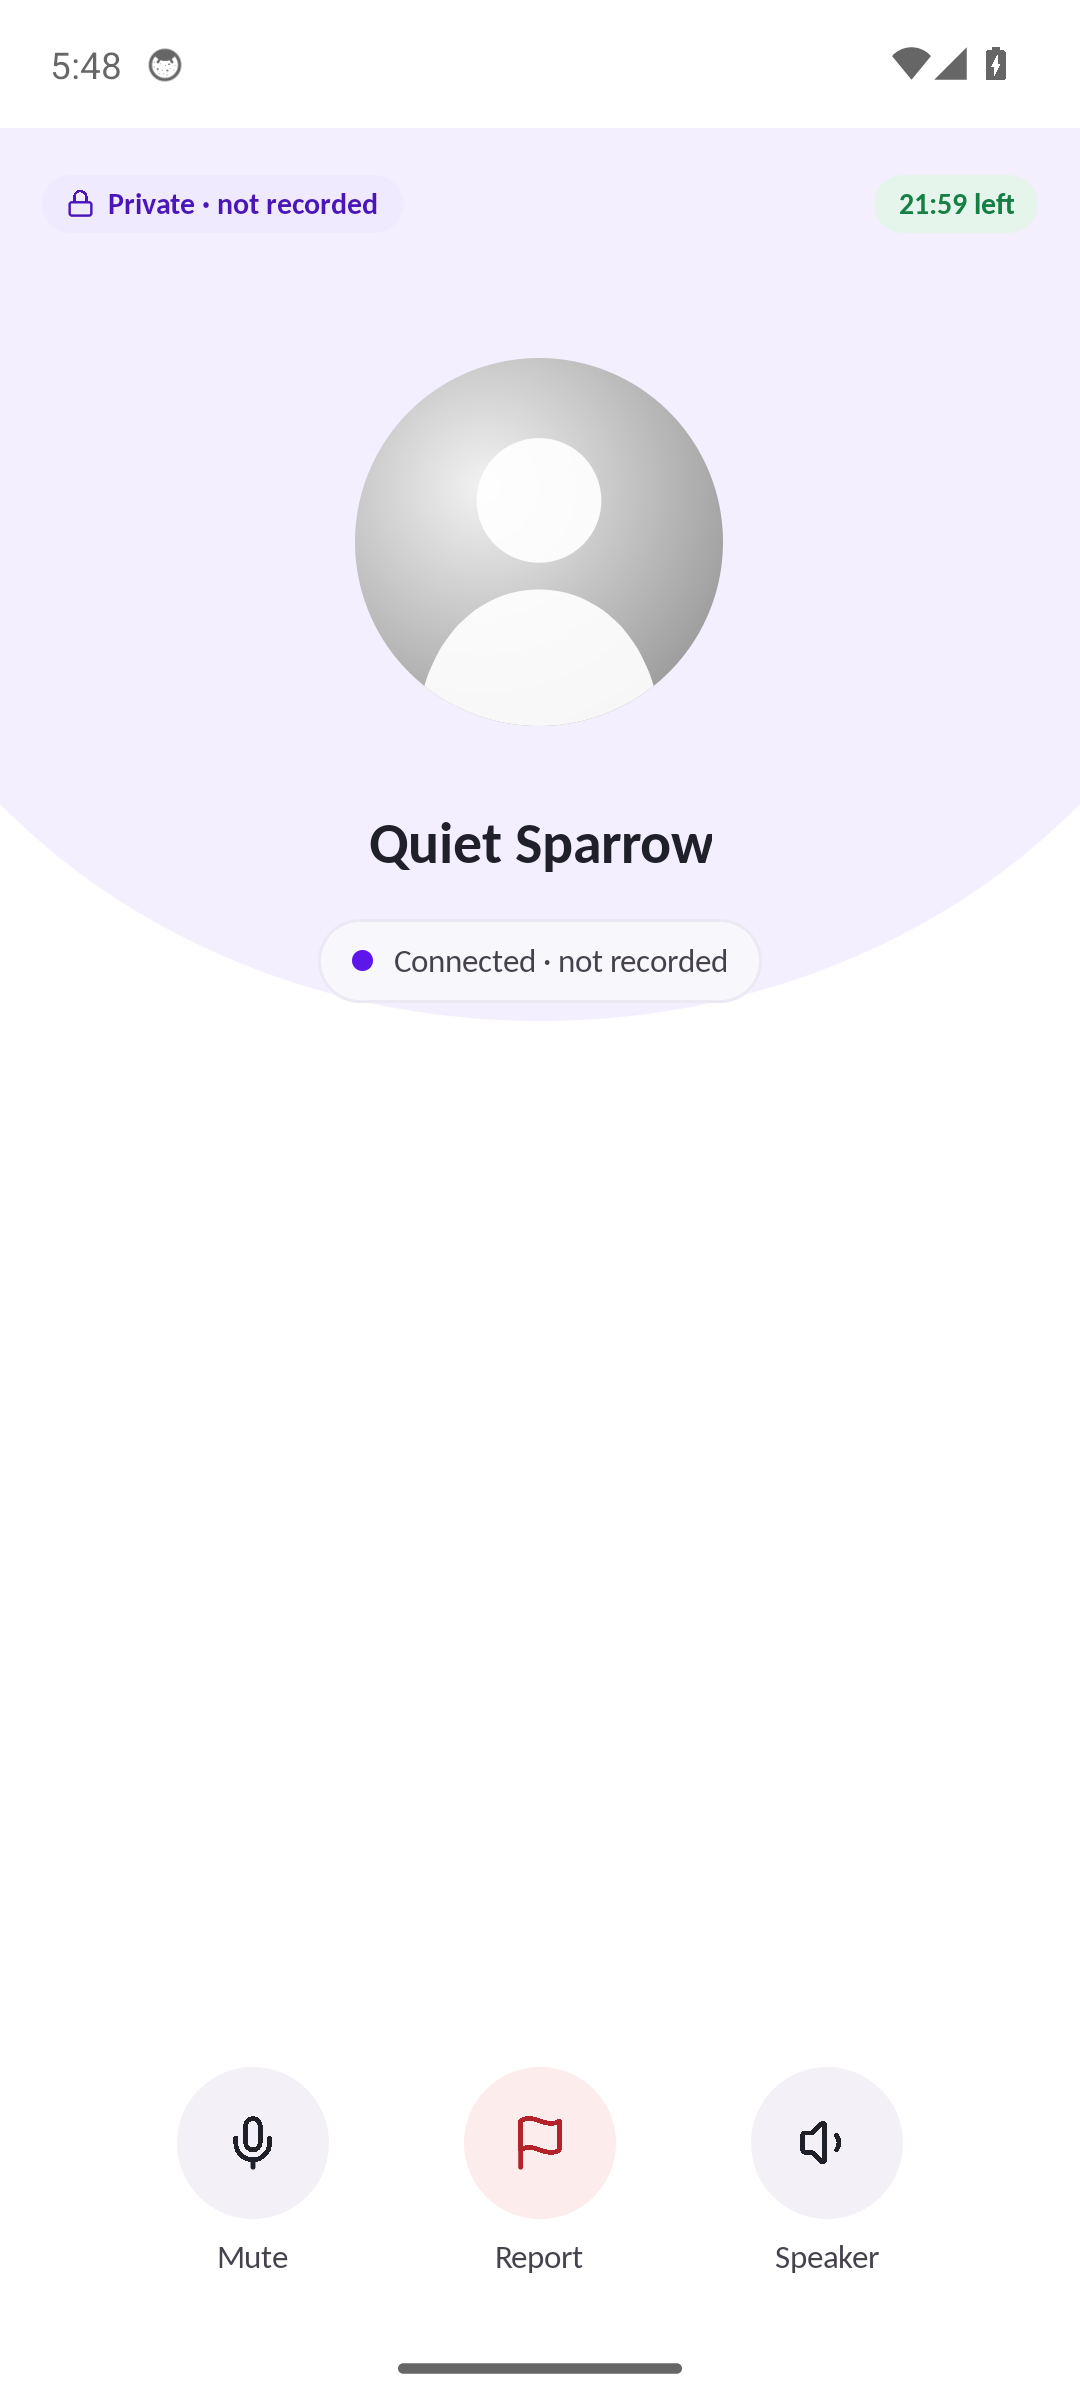 5:48
Private · not recorded
21:59 left
Quiet Sparrow
Connected · not recorded
Mute
Report
Speaker